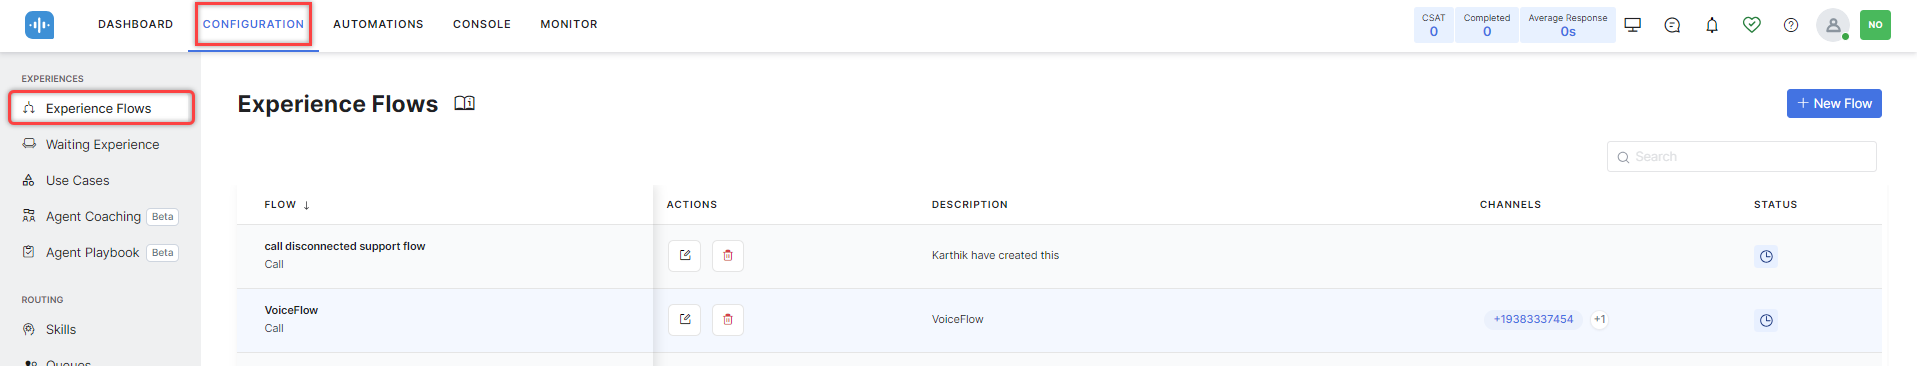 DASHBOARD CONFIGURATION AUTOMATIONS CONSOLE MONITOR
CSAT Completed Average Response
0 0 0s
NO
EXPERIENCES
Experience Flows
Waiting Experience
Use Cases
Agent Coaching Beta
Agent Playbook Beta
ROUTING
Skills
Queues
Experience Flows
+ New Flow
Search
FLOW ↓ ACTIONS DESCRIPTION CHANNELS STATUS
call disconnected support flow
Call
Karthik have created this
VoiceFlow
Call
VoiceFlow
+19383337454 +1